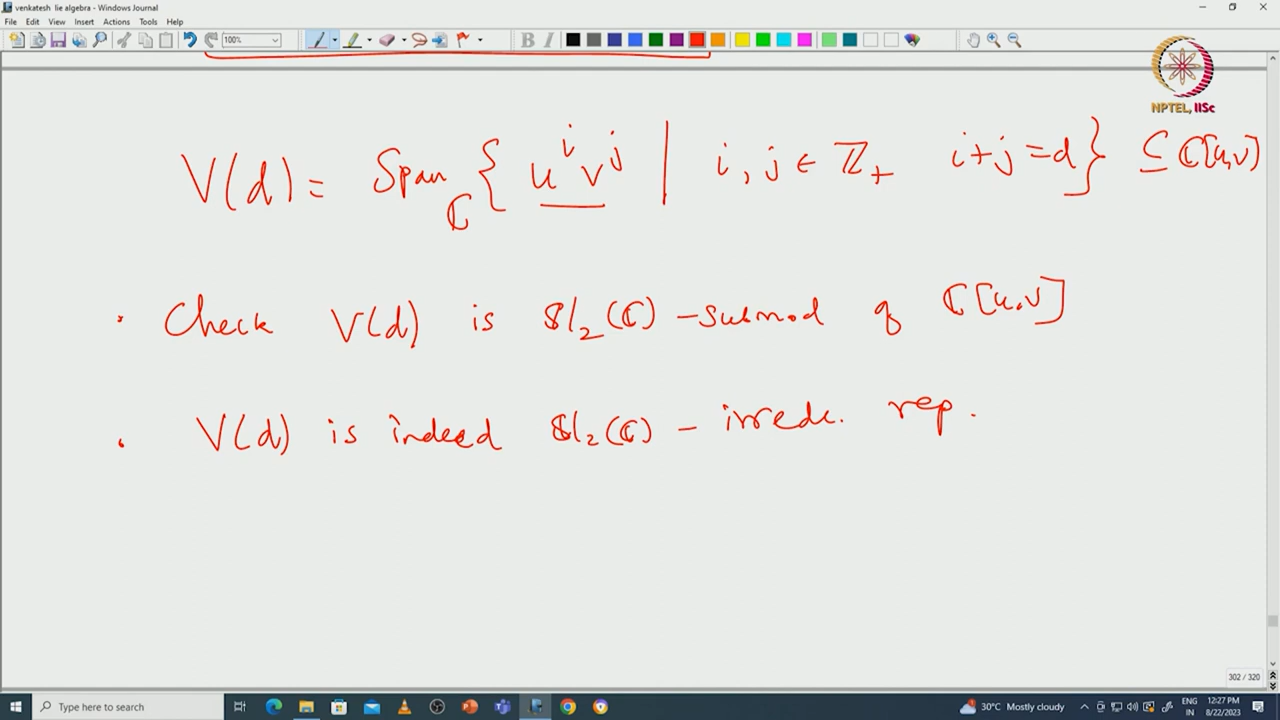 venkatesh lie algebra - Windows Journal
File Edit View Insert Actions Tools Help
100%
B I
NPTEL, IISc
V(d) = Span_ℂ { u^i v^j | i, j ∈ ℤ_+ i+j = d } ⊆ ℂ[u,v]
· Check V(d) is sl_2(ℂ) - submod of ℂ[u,v]
· V(d) is indeed sl_2(ℂ) - irredu. rep.
302 / 320
Type here to search
30°C Mostly cloudy
ENG
IN
12:27 PM
8/22/2023